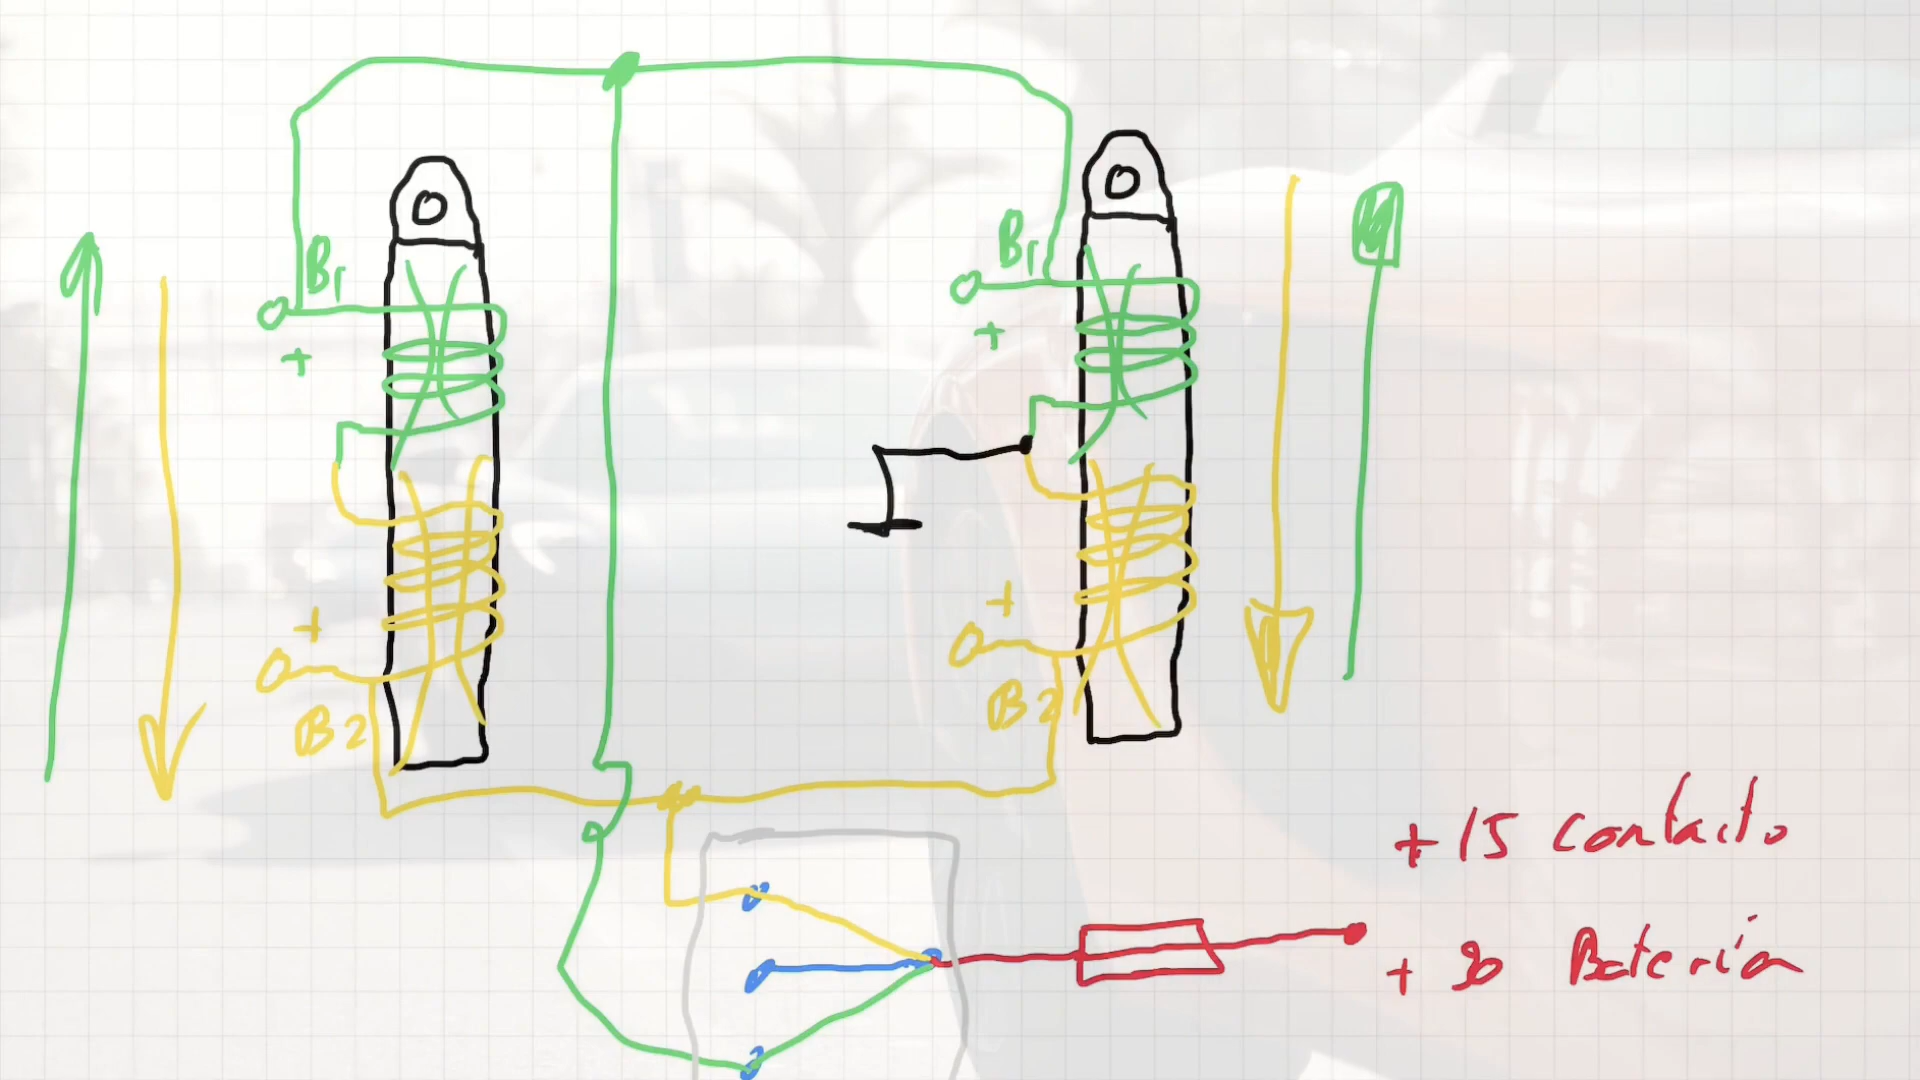 B1
B1
+
+
+
+
B2
B2
+15 Contacto
+30 Batería